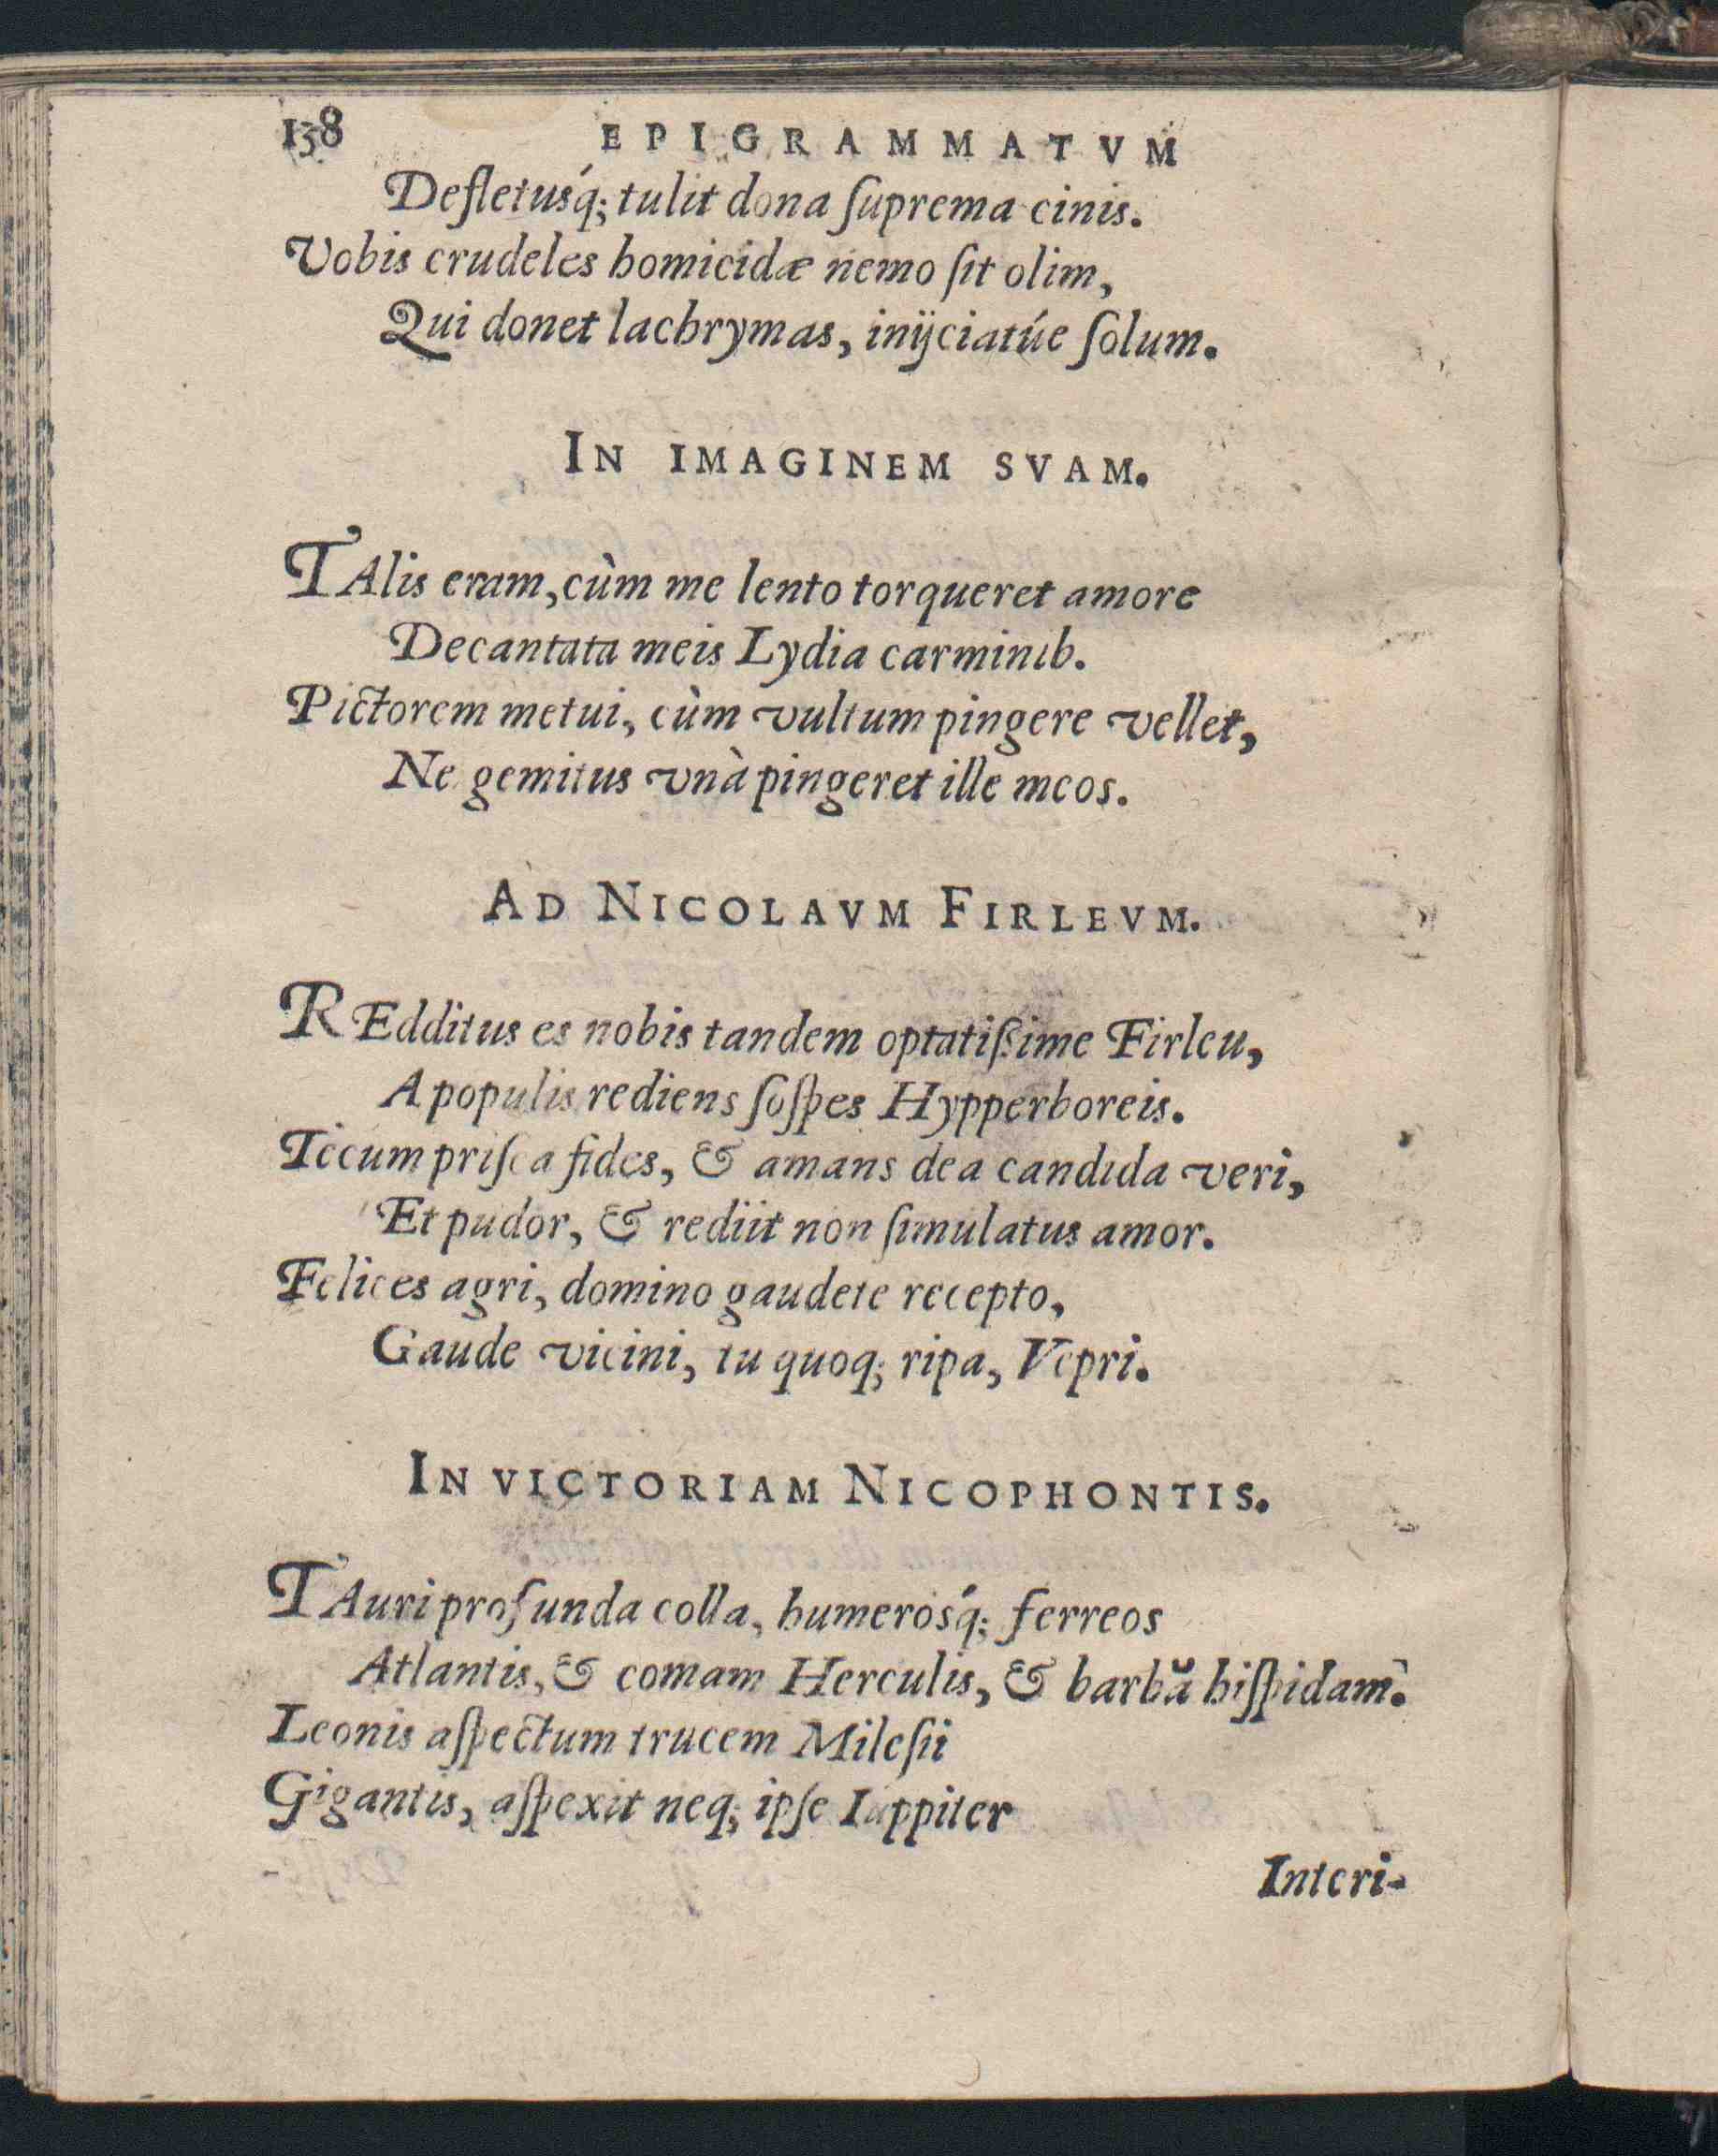 138 EPIGRAMMATVM
Defletusq́; tulit dona ſuprema cinis.
Vobis crudeles homicidæ nemo ſit olim,
Qui donet lachrymas, inijciatúe ſolum.
IN IMAGINEM SVAM.
TAlis eram, cùm me lento torqueret amore
Decantata meis Lydia carminib.
Pictorem metui, cùm vultum pingere vellet,
Ne gemitus vnà pingeret ille meos.
AD NICOLAVM FIRLEVM.
REdditus es nobis tandem optatiſsime Firleu,
A populis rediens ſoſpes Hypperboreis.
Tecum priſca fides, & amans dea candida veri,
Et pudor, & rediit non ſimulatus amor.
Felices agri, domino gaudete recepto,
Gaude vicini, tu quoq; ripa, Vepri.
IN VICTORIAM NICOPHONTIS.
TAuri profunda colla, humerosq́; ferreos
Atlantis, & comam Herculis, & barbã hiſpidam.
Leonis aſpectum trucem Mileſii
Gigantis, aſpexit neq; ipſe Iuppiter
Interi-